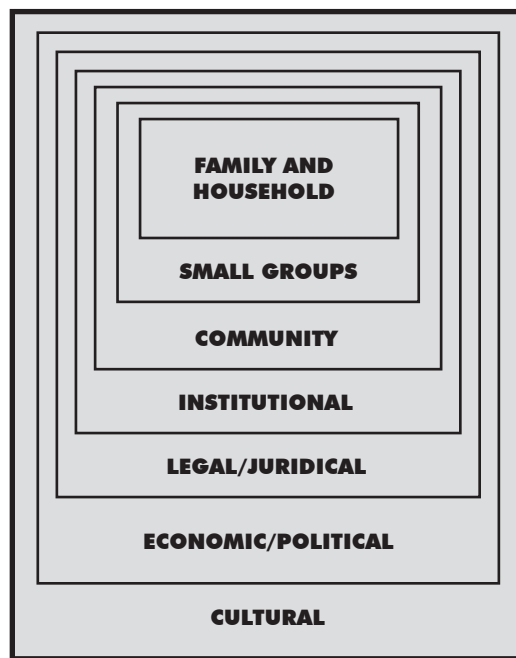 FAMILY AND
HOUSEHOLD
SMALL GROUPS
COMMUNITY
INSTITUTIONAL
LEGAL/JURIDICAL
ECONOMIC/POLITICAL
CULTURAL